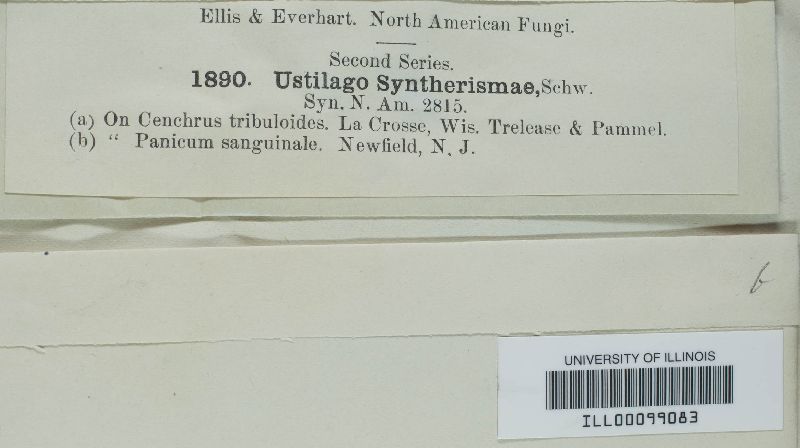 Ellis & Everhart. North American Fungi.
Second Series.
1890. Ustilago Syntherismae, Schw.
Syn. N. Am. 2815.
(a) On Cenchrus tribuloides. La Crosse, Wis. Trelease & Pammel.
(b) “ Panicum sanguinale. Newfield, N. J.
b
UNIVERSITY OF ILLINOIS
ILL00099083